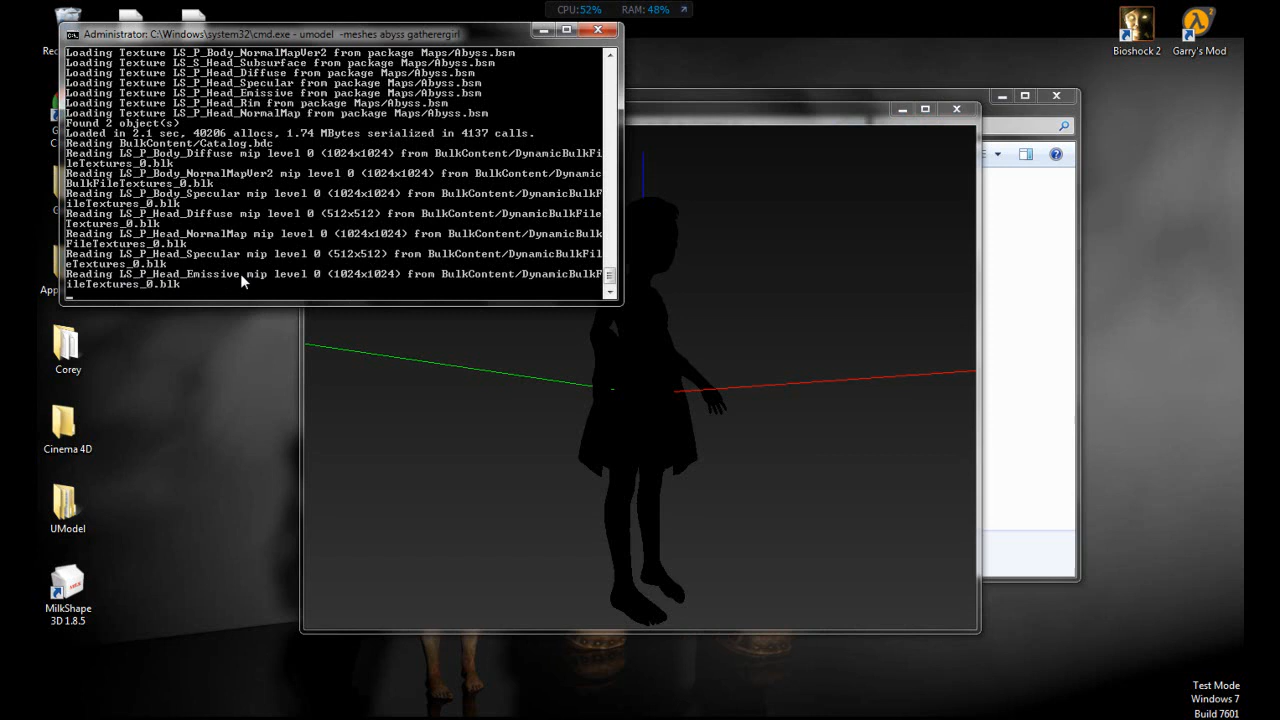 CPU:52% RAM: 48%
Administrator: C:\Windows\system32\cmd.exe - umodel -meshes abyss gatherergirl
Loading Texture LS_P_Body_NormalMapVer2 from package Maps/Abyss.bsm
Loading Texture LS_S_Head_Subsurface from package Maps/Abyss.bsm
Loading Texture LS_P_Head_Diffuse from package Maps/Abyss.bsm
Loading Texture LS_P_Head_Specular from package Maps/Abyss.bsm
Loading Texture LS_P_Head_Emissive from package Maps/Abyss.bsm
Loading Texture LS_P_Head_Rim from package Maps/Abyss.bsm
Loading Texture LS_P_Head_NormalMap from package Maps/Abyss.bsm
Found 2 object(s)
Loaded in 2.1 sec, 40206 allocs, 1.74 MBytes serialized in 4137 calls.
Reading BulkContent/Catalog.bdc
Reading LS_P_Body_Diffuse mip level 0 (1024x1024) from BulkContent/DynamicBulkFi
leTextures_0.blk
Reading LS_P_Body_NormalMapVer2 mip level 0 (1024x1024) from BulkContent/Dynamic
BulkFileTextures_0.blk
Reading LS_P_Body_Specular mip level 0 (1024x1024) from BulkContent/DynamicBulkF
ileTextures_0.blk
Reading LS_P_Head_Diffuse mip level 0 (512x512) from BulkContent/DynamicBulkFile
Textures_0.blk
Reading LS_P_Head_NormalMap mip level 0 (1024x1024) from BulkContent/DynamicBulk
FileTextures_0.blk
Reading LS_P_Head_Specular mip level 0 (512x512) from BulkContent/DynamicBulkFil
eTextures_0.blk
Reading LS_P_Head_Emissive mip level 0 (1024x1024) from BulkContent/DynamicBulkF
ileTextures_0.blk
Bioshock 2
Garry's Mod
Corey
Cinema 4D
UModel
MilkShape
3D 1.8.5
Test Mode
Windows 7
Build 7601